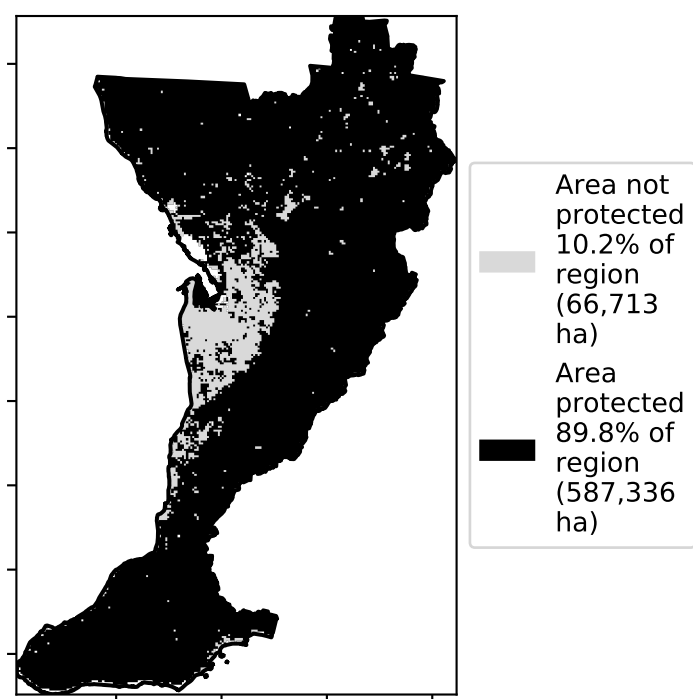 Area not
protected
10.2% of
region
(66,713
ha)
Area
protected
89.8% of
region
(587,336
ha)